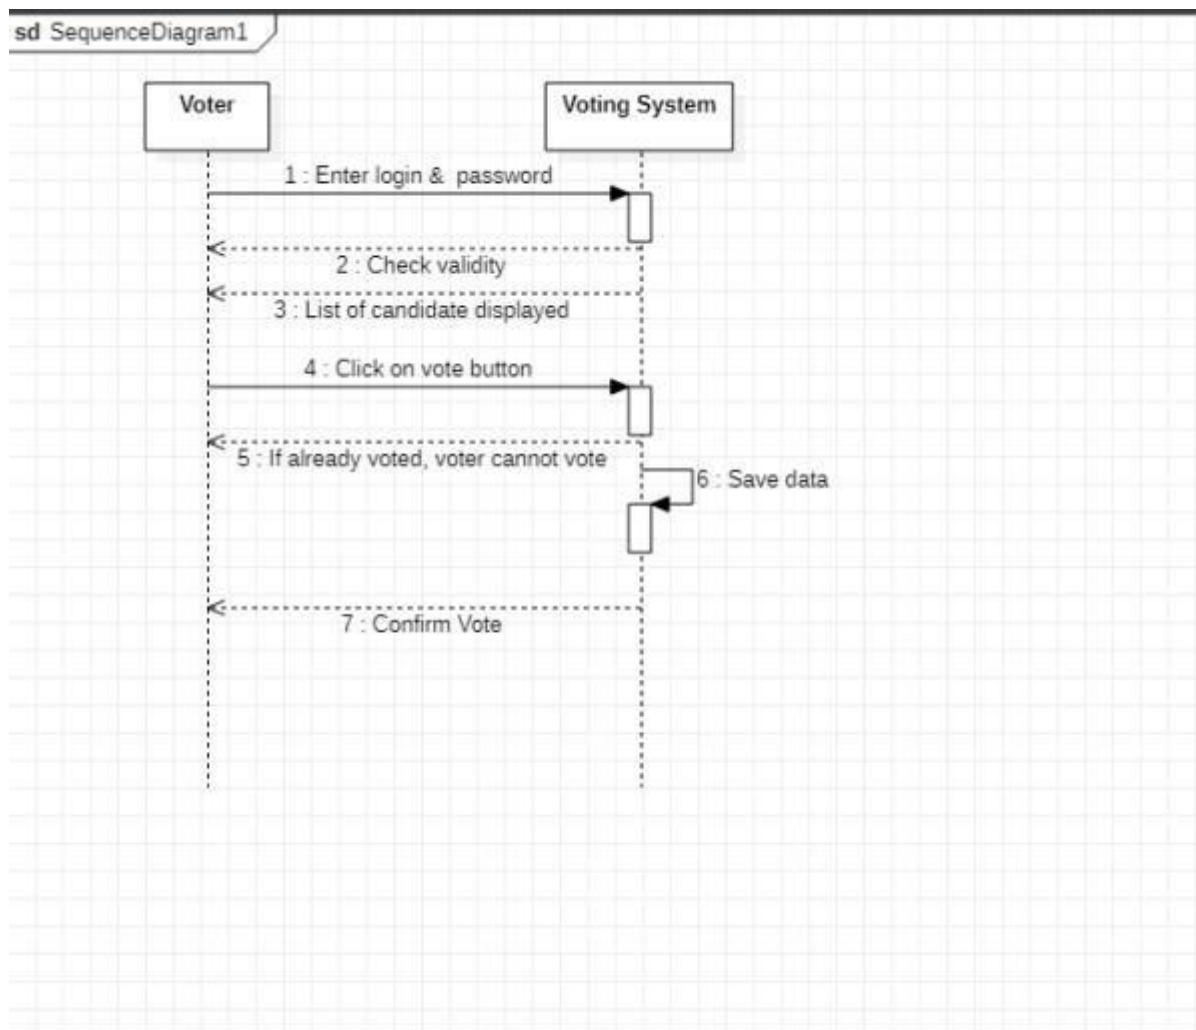 sd SequenceDiagram1
Voter
Voting System
1 : Enter login & password
2 : Check validity
3 : List of candidate displayed
4 : Click on vote button
5 : If already voted, voter cannot vote
6 : Save data
7 : Confirm Vote